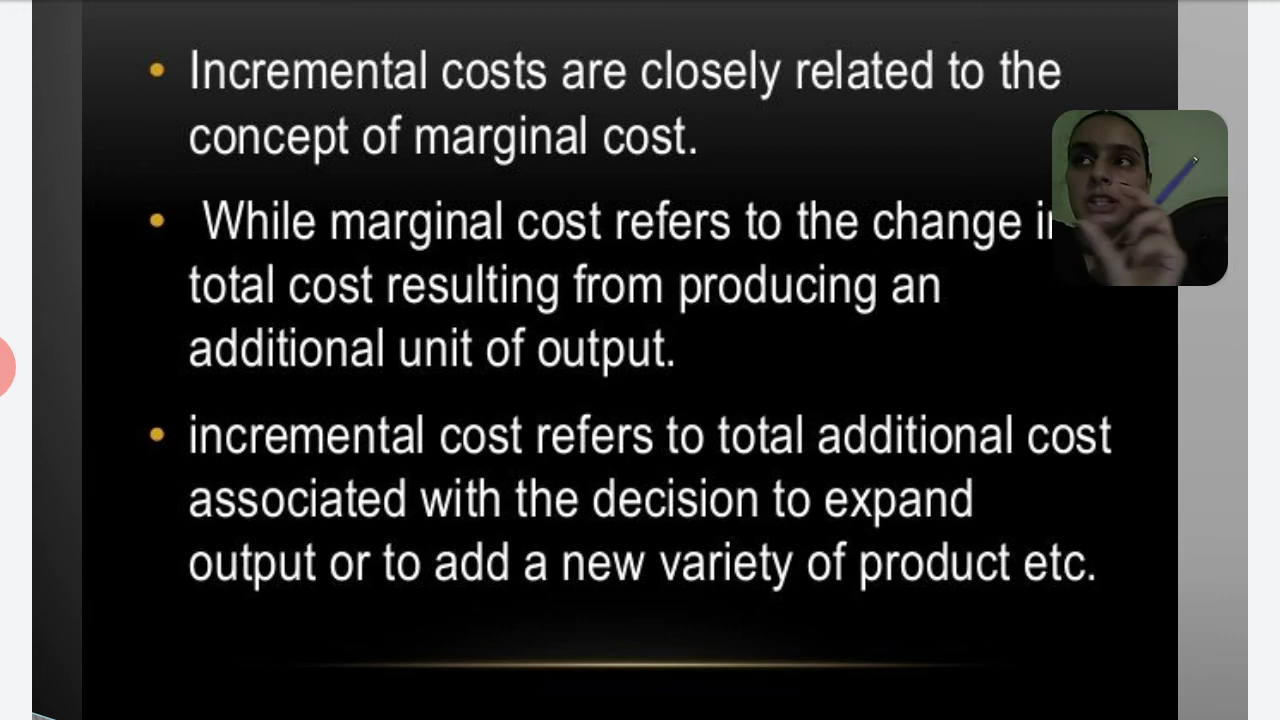 Incremental costs are closely related to the
concept of marginal cost.
While marginal cost refers to the change
total cost resulting from producing an
additional unit of output.
incremental cost refers to total additional cost
associated with the decision to expand
output or to add a new variety of product etc.